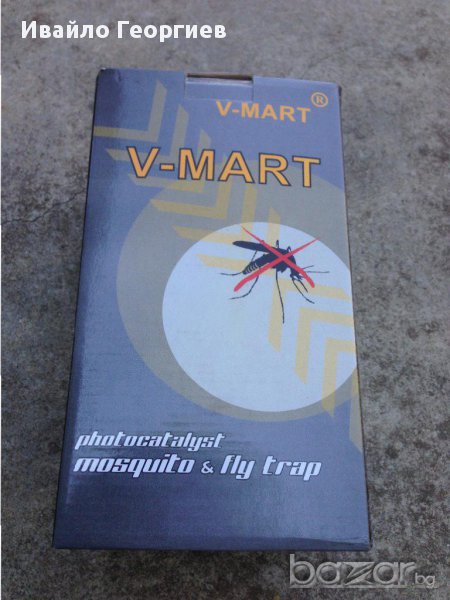 Ивайло Георгиев
V-MART ®
V-MART
photocatalyst
mosquito & fly trap
bazar.bg